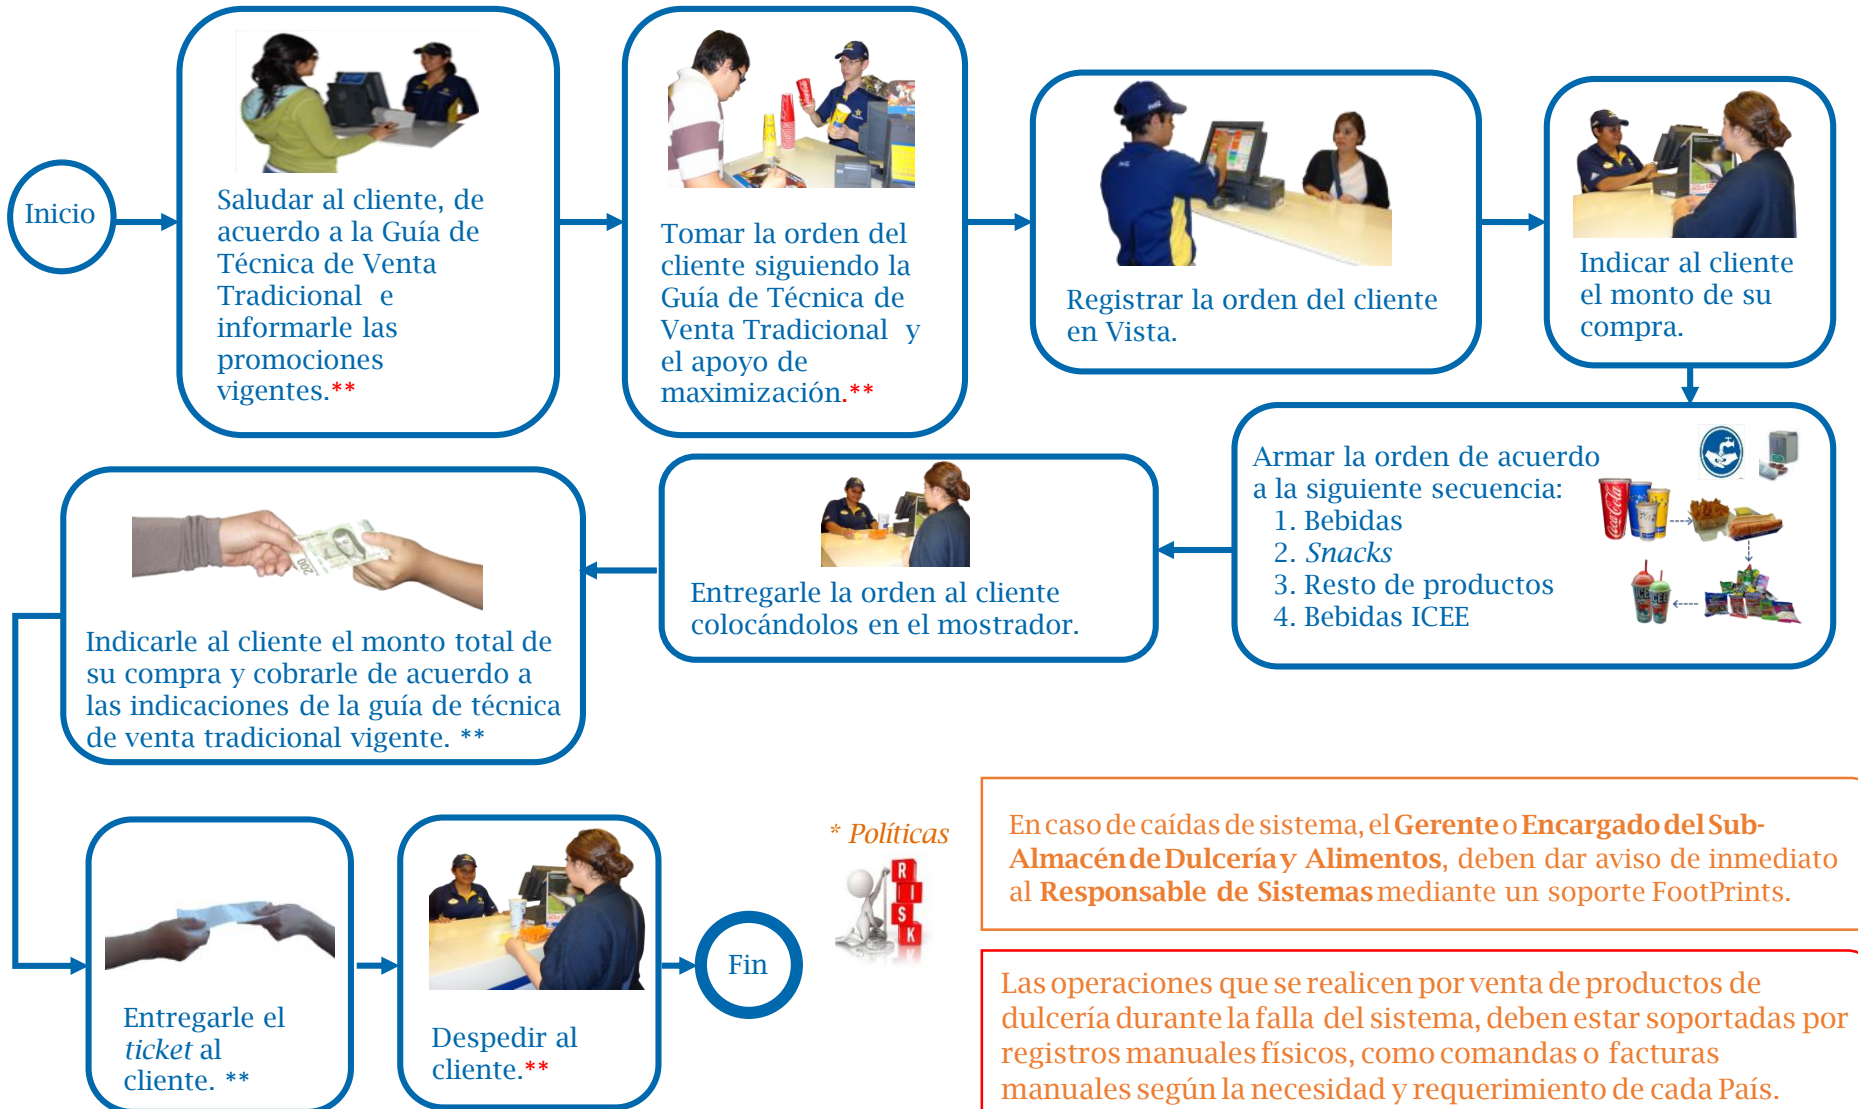 Inicio
Saludar al cliente, de
acuerdo a la Guía de
Técnica de Venta
Tradicional e
informarle las
promociones
vigentes.**
Tomar la orden del
cliente siguiendo la
Guía de Técnica de
Venta Tradicional y
el apoyo de
maximización.**
Registrar la orden del cliente
en Vista.
Indicar al cliente
el monto de su
compra.
Armar la orden de acuerdo
a la siguiente secuencia:
1. Bebidas
2. Snacks
3. Resto de productos
4. Bebidas ICEE
Coca-Cola
ICEE
Entregarle la orden al cliente
colocándolos en el mostrador.
200
Indicarle al cliente el monto total de
su compra y cobrarle de acuerdo a
las indicaciones de la guía de técnica
de venta tradicional vigente. **
Entregarle el
ticket al
cliente. **
Despedir al
cliente.**
Fin
* Políticas
RISK
En caso de caídas de sistema, el Gerente o Encargado del Sub-
Almacén de Dulcería y Alimentos, deben dar aviso de inmediato
al Responsable de Sistemas mediante un soporte FootPrints.
Las operaciones que se realicen por venta de productos de
dulcería durante la falla del sistema, deben estar soportadas por
registros manuales físicos, como comandas o facturas
manuales según la necesidad y requerimiento de cada País.